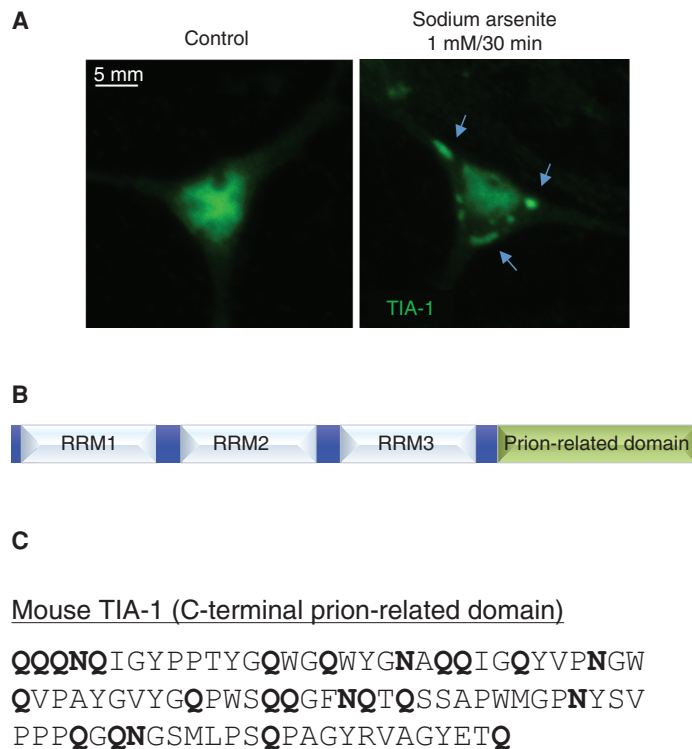 A
Control
Sodium arsenite
1 mM/30 min
5 mm
TIA-1
B
RRM1 RRM2 RRM3 Prion-related domain
C
Mouse TIA-1 (C-terminal prion-related domain)
QQQNQIGYPPTYGQWGQWYGNAQQIGQYVPNGW
QVPAYGVYGQPWSQQGFNQTQSSAPWMGPNYSV
PPPQGQNGSMLPSQPAGYRVAGYETQ